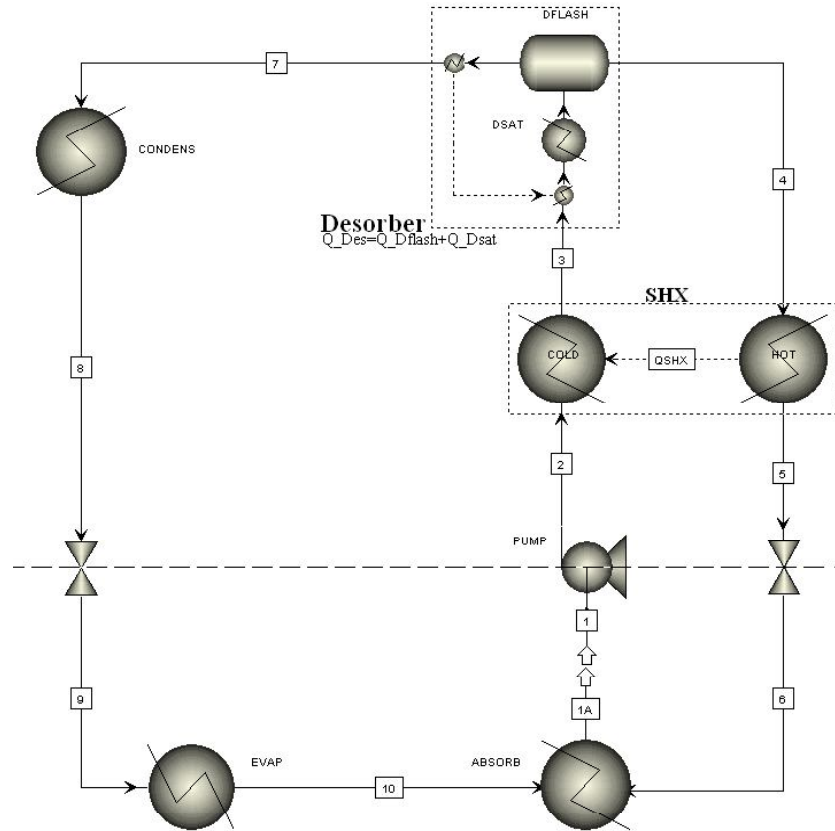 DFLASH
7
DSAT
CONDENS
4
Desorber
Q_Des=Q_Dflash+Q_Dsat
3
SHX
COLD
QSHX
HOT
8
2
5
PUMP
1
9
1A
6
EVAP
ABSORB
10